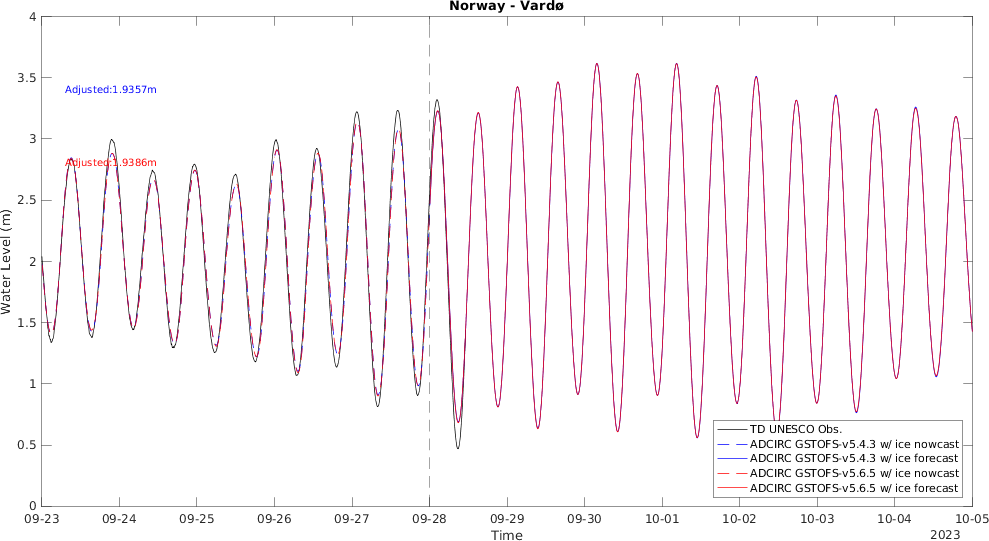 Norway - Vardø
4
3.5
3
2.5
2
1.5
1
0.5
0
Water Level (m)
Adjusted:1.9357m
Adjusted:1.9386m
TD UNESCO Obs.
ADCIRC GSTOFS-v5.4.3 w/ ice nowcast
ADCIRC GSTOFS-v5.4.3 w/ ice forecast
ADCIRC GSTOFS-v5.6.5 w/ ice nowcast
ADCIRC GSTOFS-v5.6.5 w/ ice forecast
09-23 09-24 09-25 09-26 09-27 09-28 09-29 09-30 10-01 10-02 10-03 10-04 10-05
Time
2023